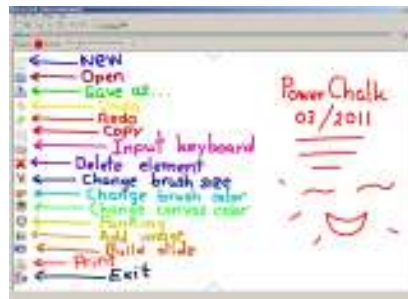 New
Open
Save as...
Undo
Redo
Copy
Input keyboard
Delete element
Change brush size
Change brush color
Change canvas color
Panning
Add image
Build slide
Print
Exit
Power Chalk
03/2011